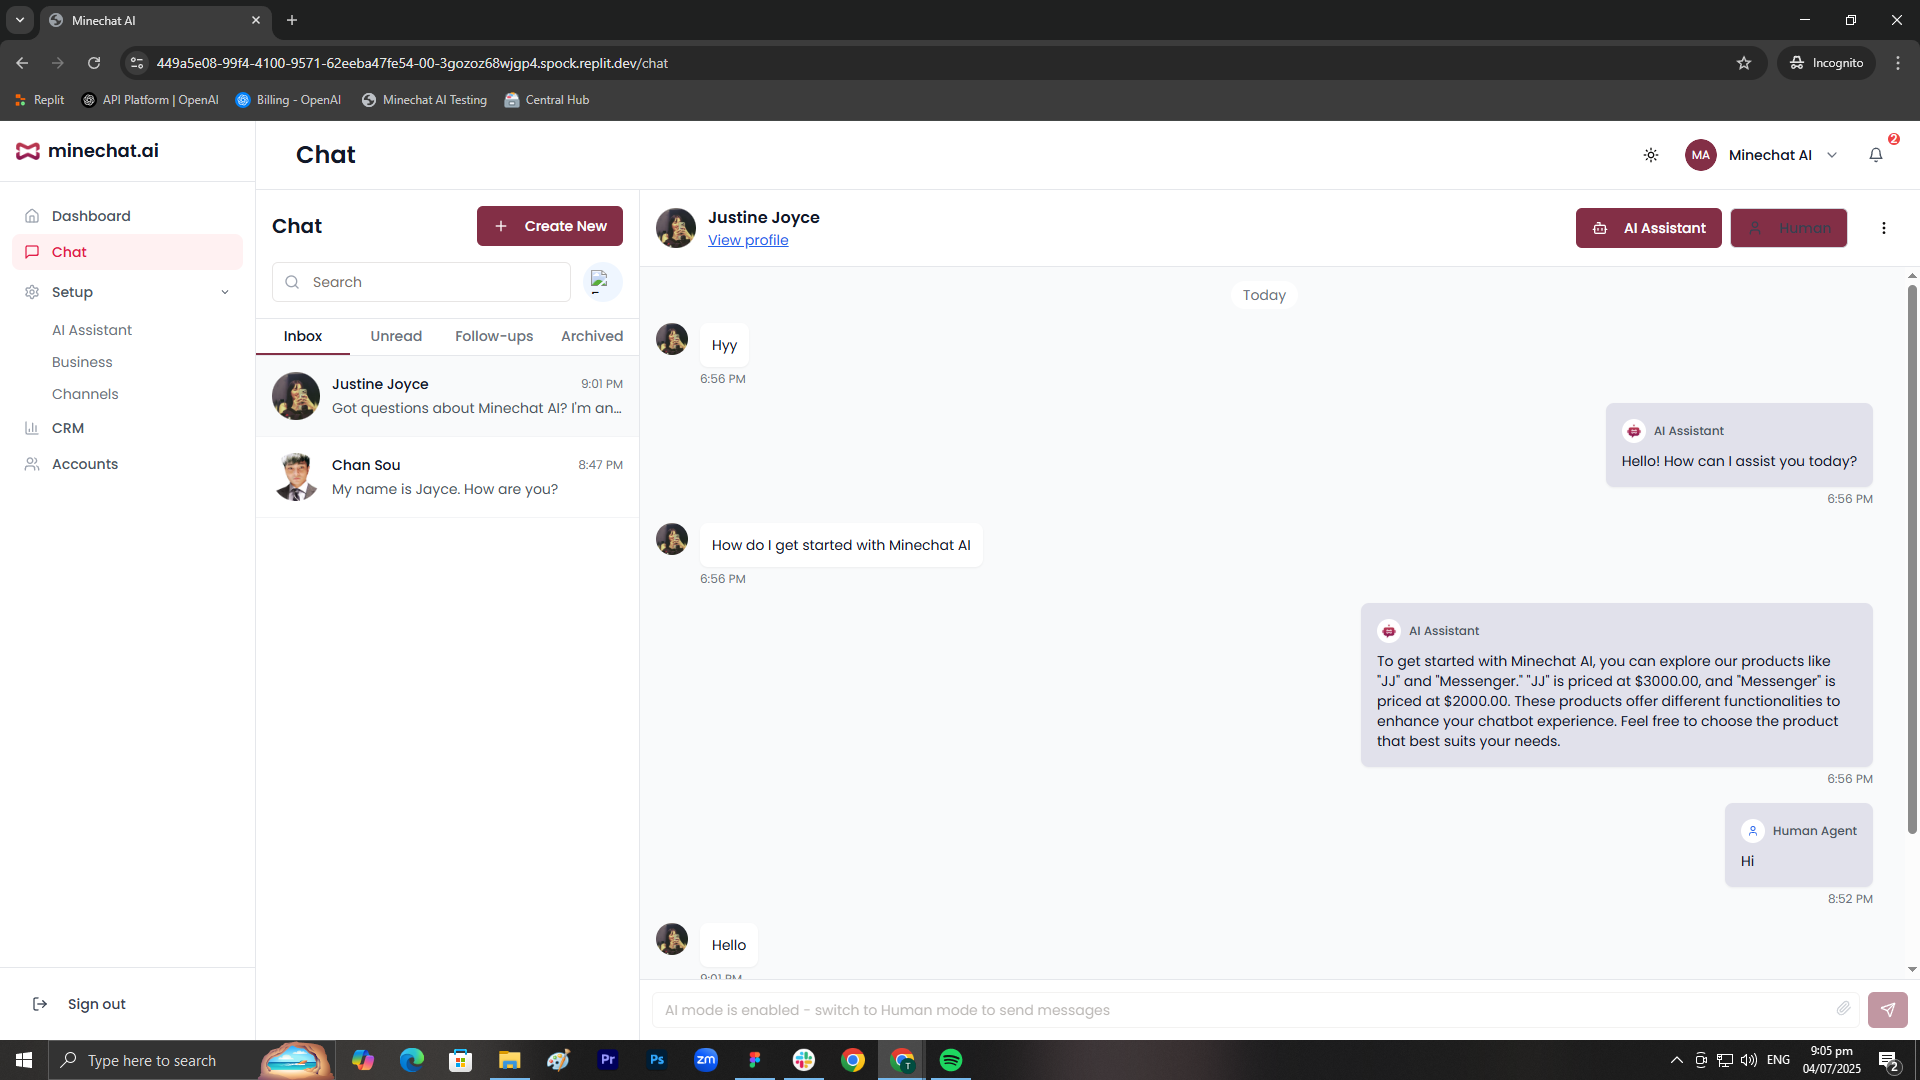 Minechat AI
449a5e08-99f4-4100-9571-62eeba47fe54-00-3gozoz68wjgp4.spock.replit.dev/chat
Incognito
Replit
API Platform | OpenAI
Billing - OpenAI
Minechat AI Testing
Central Hub
minechat.ai
Chat
MA
Minechat AI
2
Dashboard
Chat
Setup
AI Assistant
Business
Channels
CRM
Accounts
Sign out
Chat
Create New
Search
Inbox
Unread
Follow-ups
Archived
Justine Joyce
9:01 PM
Got questions about Minechat AI? I'm an...
Chan Sou
8:47 PM
My name is Jayce. How are you?
Justine Joyce
View profile
AI Assistant
Human
Today
Hyy
6:56 PM
AI Assistant
Hello! How can I assist you today?
6:56 PM
How do I get started with Minechat AI
6:56 PM
AI Assistant
To get started with Minechat AI, you can explore our products like
"JJ" and "Messenger." "JJ" is priced at $3000.00, and "Messenger" is
priced at $2000.00. These products offer different functionalities to
enhance your chatbot experience. Feel free to choose the product
that best suits your needs.
6:56 PM
Human Agent
Hi
8:52 PM
Hello
9:01 PM
AI mode is enabled - switch to Human mode to send messages
Type here to search
Pr
Ps
zm
T
ENG
9:05 pm
04/07/2025
2